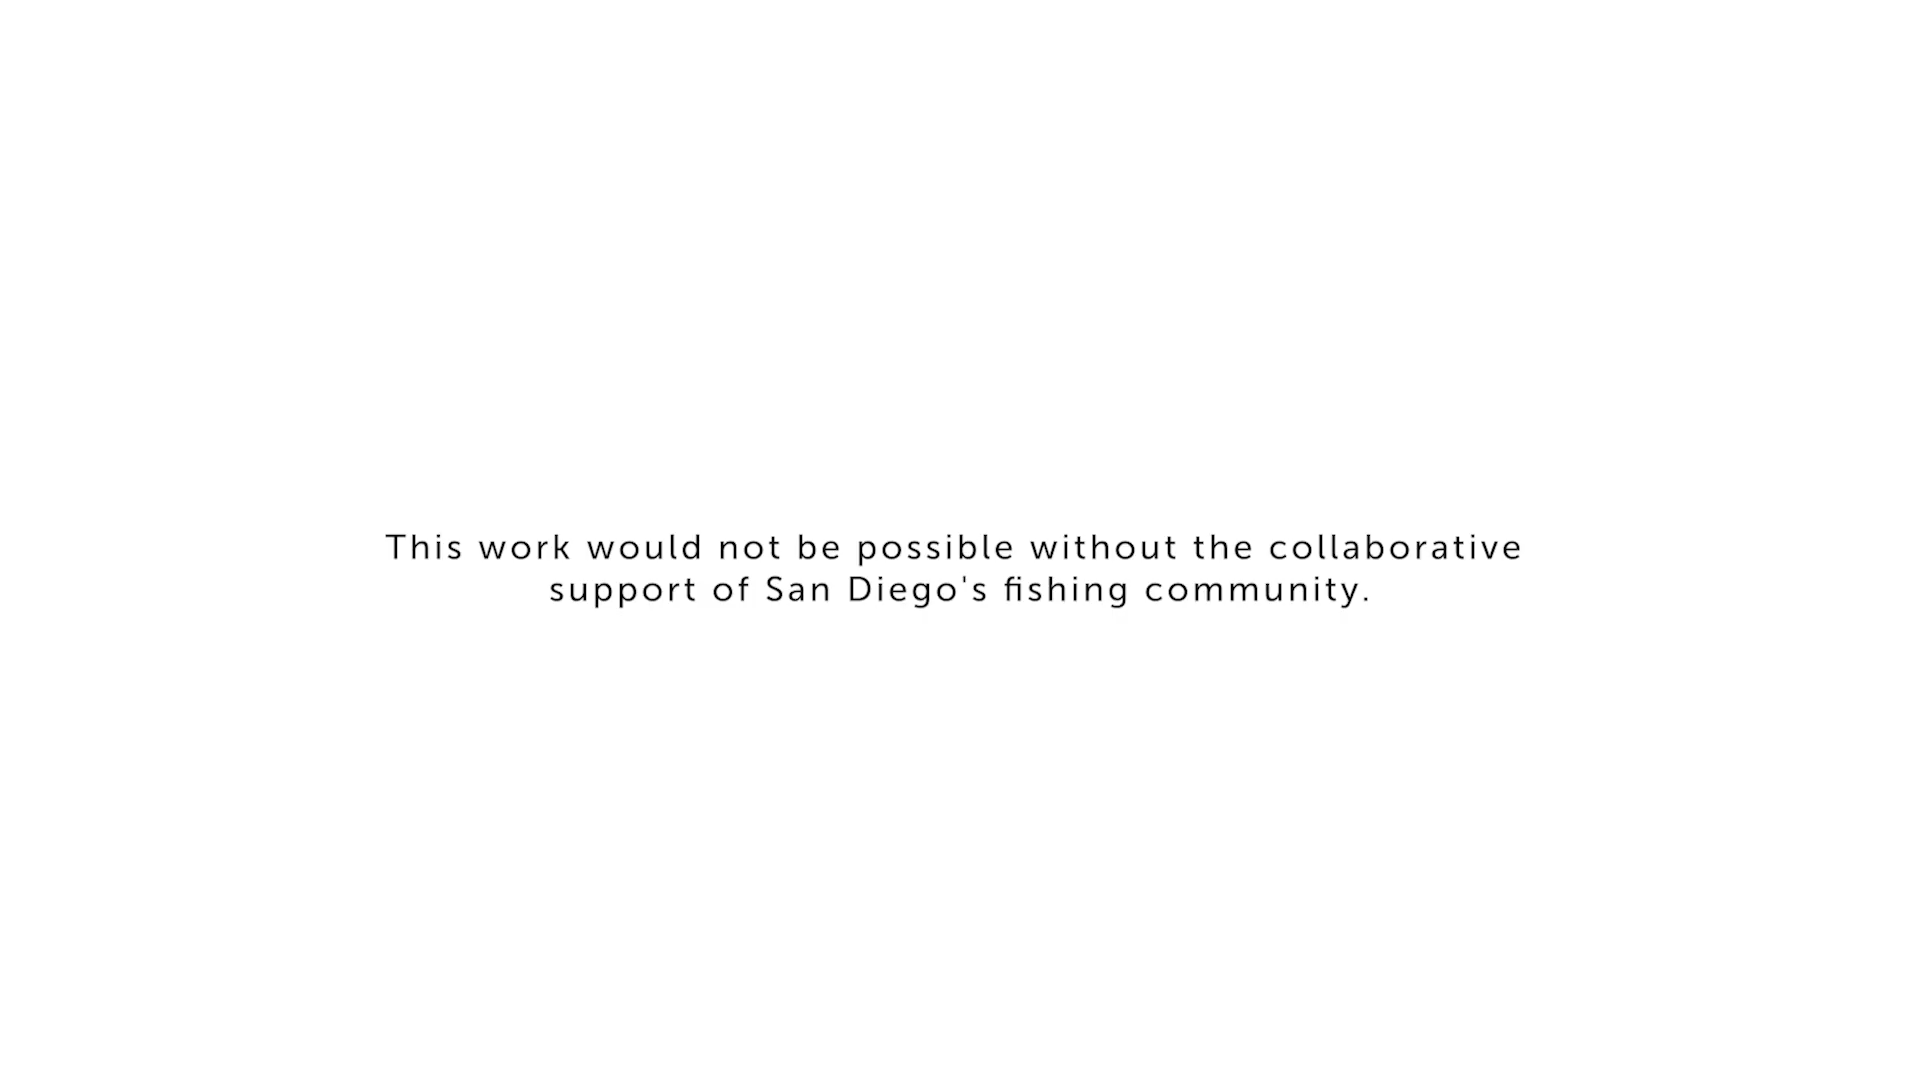 This work would not be possible without the collaborative
support of San Diego's fishing community.